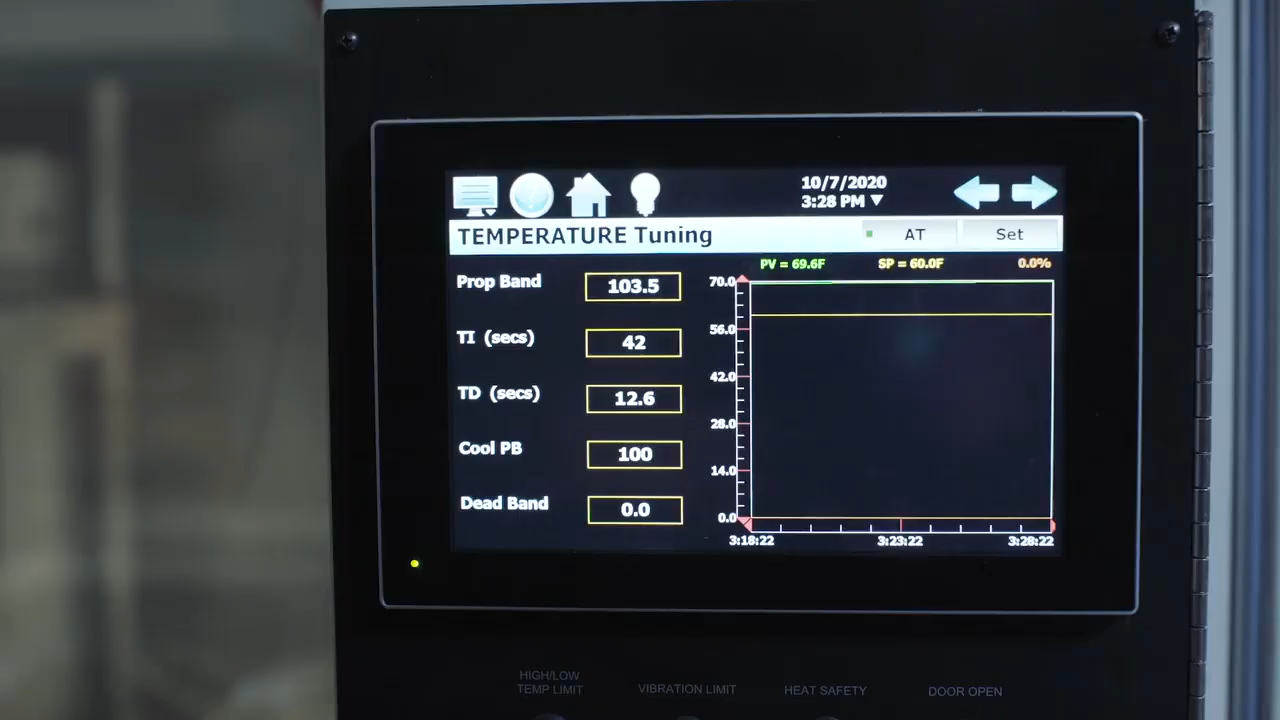 10/7/2020
3:28 PM ▼
TEMPERATURE Tuning
AT
Set
PV = 69.6F
SP = 60.0F
0.0%
Prop Band
103.5
TI (secs)
42
TD (secs)
12.6
Cool PB
100
Dead Band
0.0
70.0
56.0
42.0
28.0
14.0
0.0
3:18:22
3:23:22
3:28:22
HIGH/LOW
TEMP LIMIT
VIBRATION LIMIT
HEAT SAFETY
DOOR OPEN